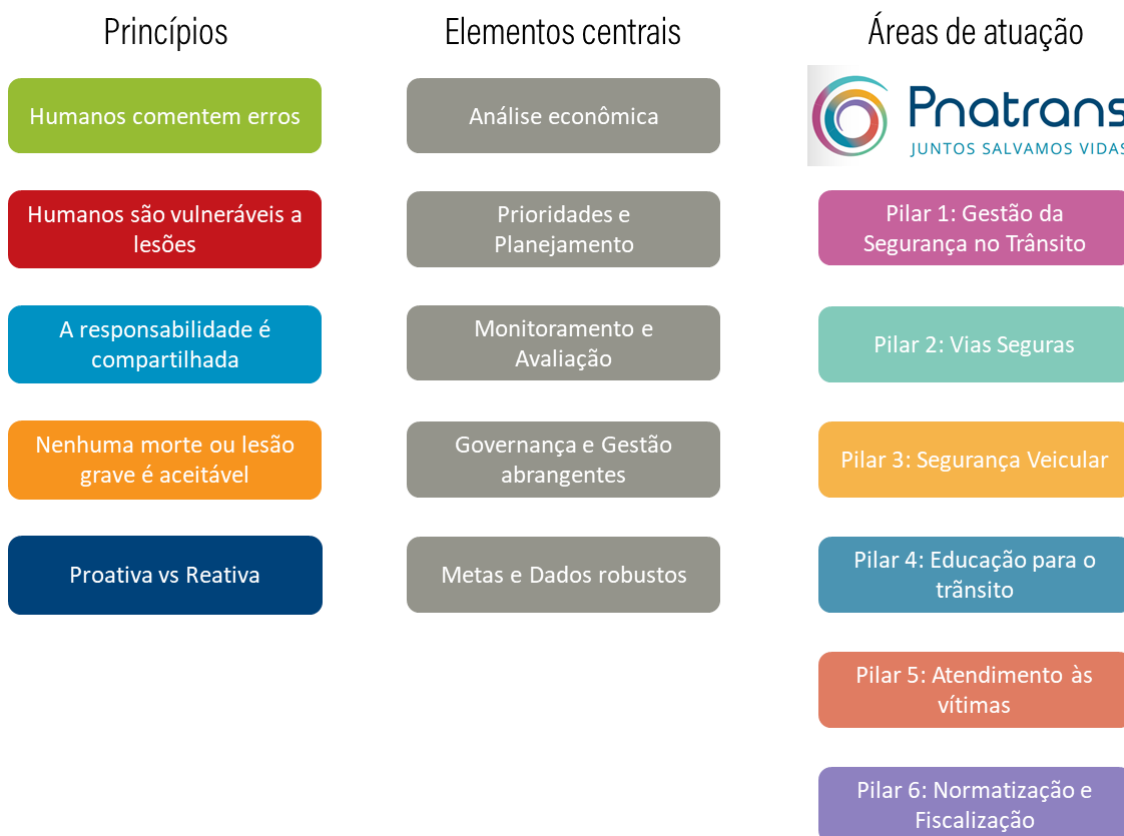 Princípios
Humanos comentem erros
Humanos são vulneráveis a
lesões
A responsabilidade é
compartilhada
Nenhuma morte ou lesão
grave é aceitável
Proativa vs Reativa
Elementos centrais
Análise econômica
Prioridades e
Planejamento
Monitoramento e
Avaliação
Governança e Gestão
abrangentes
Metas e Dados robustos
Áreas de atuação
Pnatrans
JUNTOS SALVAMOS VIDAS
Pilar 1: Gestão da
Segurança no Trânsito
Pilar 2: Vias Seguras
Pilar 3: Segurança Veicular
Pilar 4: Educação para o
trãnsito
Pilar 5: Atendimento às
vítimas
Pilar 6: Normatização e
Fiscalização